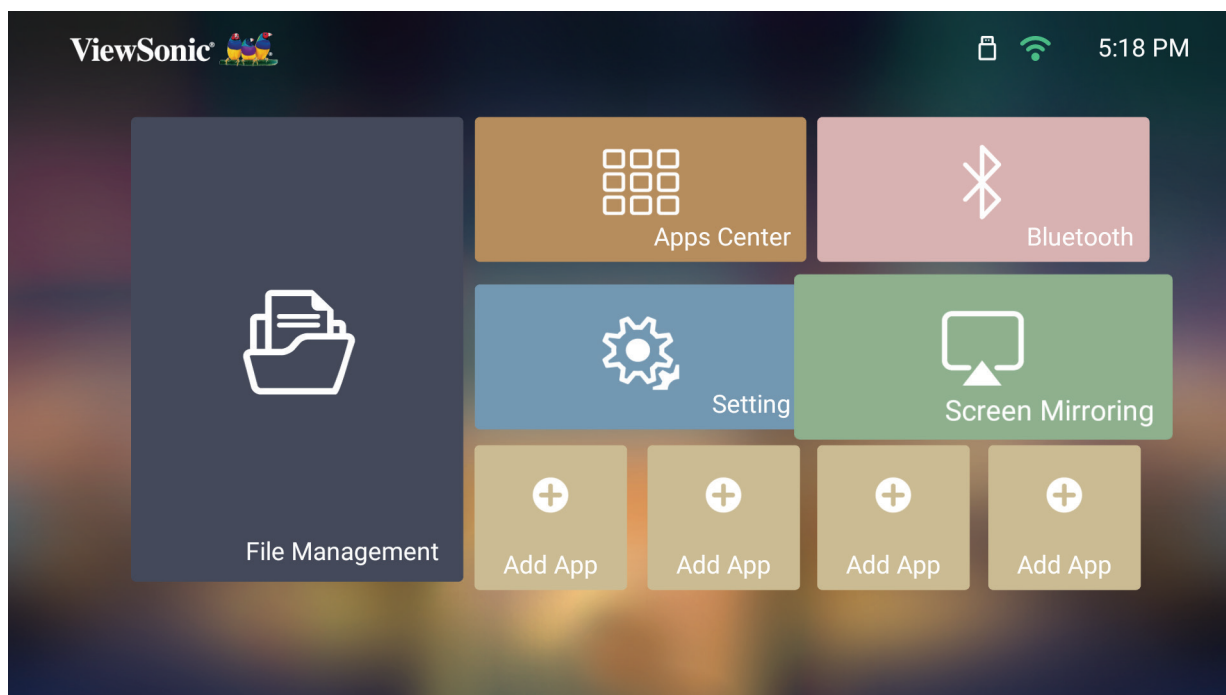 ViewSonic®
5:18 PM
Apps Center
Bluetooth
Setting
Screen Mirroring
File Management
Add App
Add App
Add App
Add App